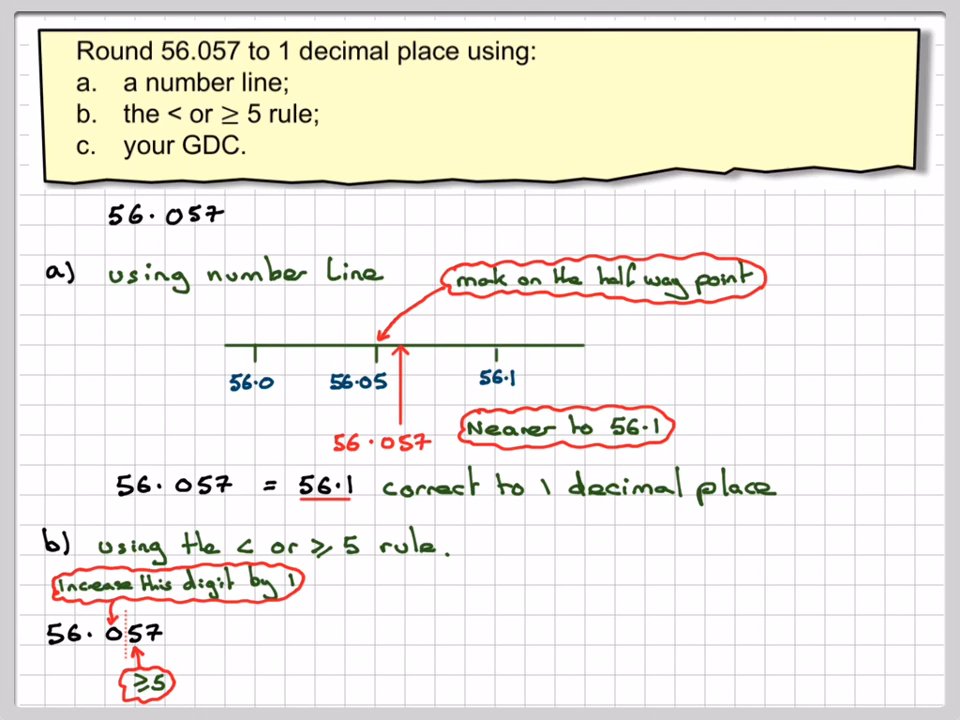 Round 56.057 to 1 decimal place using:
a. a number line;
b. the < or ≥ 5 rule;
c. your GDC.
56.057
a) using number line
mak on the half way point
56.0 56.05 56.1
56.057
Nearer to 56.1
56.057 = 56.1 correct to 1 decimal place
b) using the < or ≥ 5 rule.
Increase this digit by 1
56.057
≥5